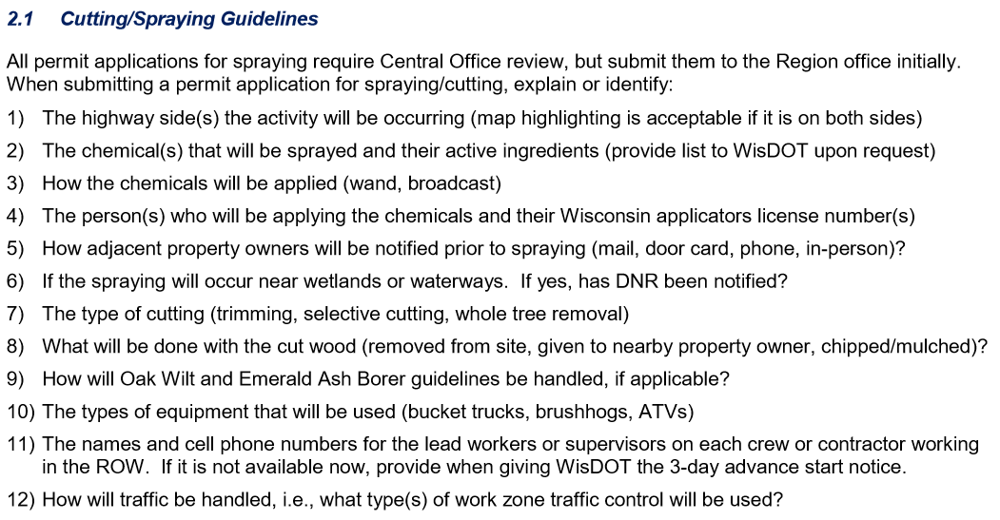 2.1 Cutting/Spraying Guidelines
All permit applications for spraying require Central Office review, but submit them to the Region office initially.
When submitting a permit application for spraying/cutting, explain or identify:
1) The highway side(s) the activity will be occurring (map highlighting is acceptable if it is on both sides)
2) The chemical(s) that will be sprayed and their active ingredients (provide list to WisDOT upon request)
3) How the chemicals will be applied (wand, broadcast)
4) The person(s) who will be applying the chemicals and their Wisconsin applicators license number(s)
5) How adjacent property owners will be notified prior to spraying (mail, door card, phone, in-person)?
6) If the spraying will occur near wetlands or waterways.  If yes, has DNR been notified?
7) The type of cutting (trimming, selective cutting, whole tree removal)
8) What will be done with the cut wood (removed from site, given to nearby property owner, chipped/mulched)?
9) How will Oak Wilt and Emerald Ash Borer guidelines be handled, if applicable?
10) The types of equipment that will be used (bucket trucks, brushhogs, ATVs)
11) The names and cell phone numbers for the lead workers or supervisors on each crew or contractor working
in the ROW.  If it is not available now, provide when giving WisDOT the 3-day advance start notice.
12) How will traffic be handled, i.e., what type(s) of work zone traffic control will be used?